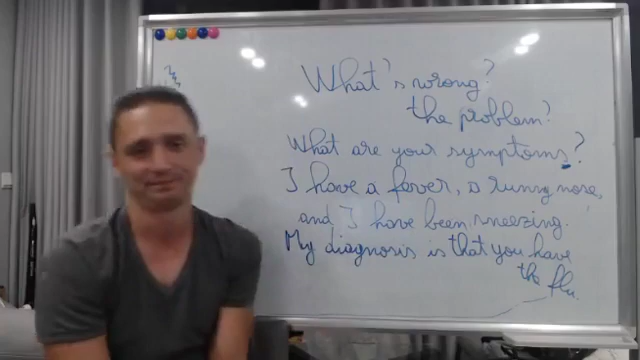 What's wrong?
the problem?
What are your symptoms?
I have a fever, a runny nose,
and I have been sneezing.
My diagnosis is that you have
the flu.